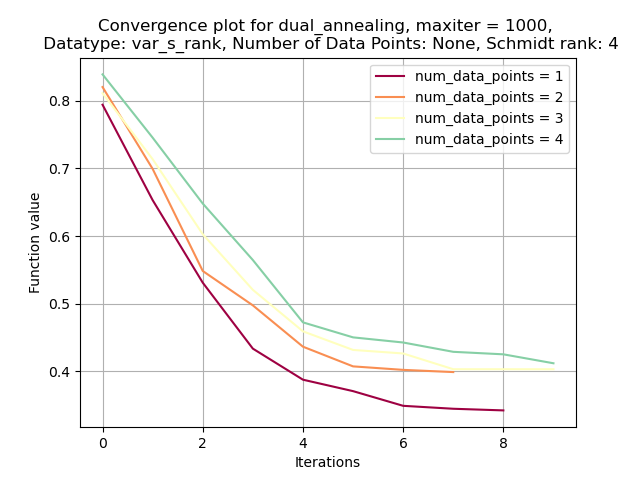 Convergence plot for dual_annealing, maxiter = 1000,
Datatype: var_s_rank, Number of Data Points: None, Schmidt rank: 4
num_data_points = 1
num_data_points = 2
num_data_points = 3
num_data_points = 4
Function value
0.8
0.7
0.6
0.5
0.4
0
2
4
6
8
Iterations